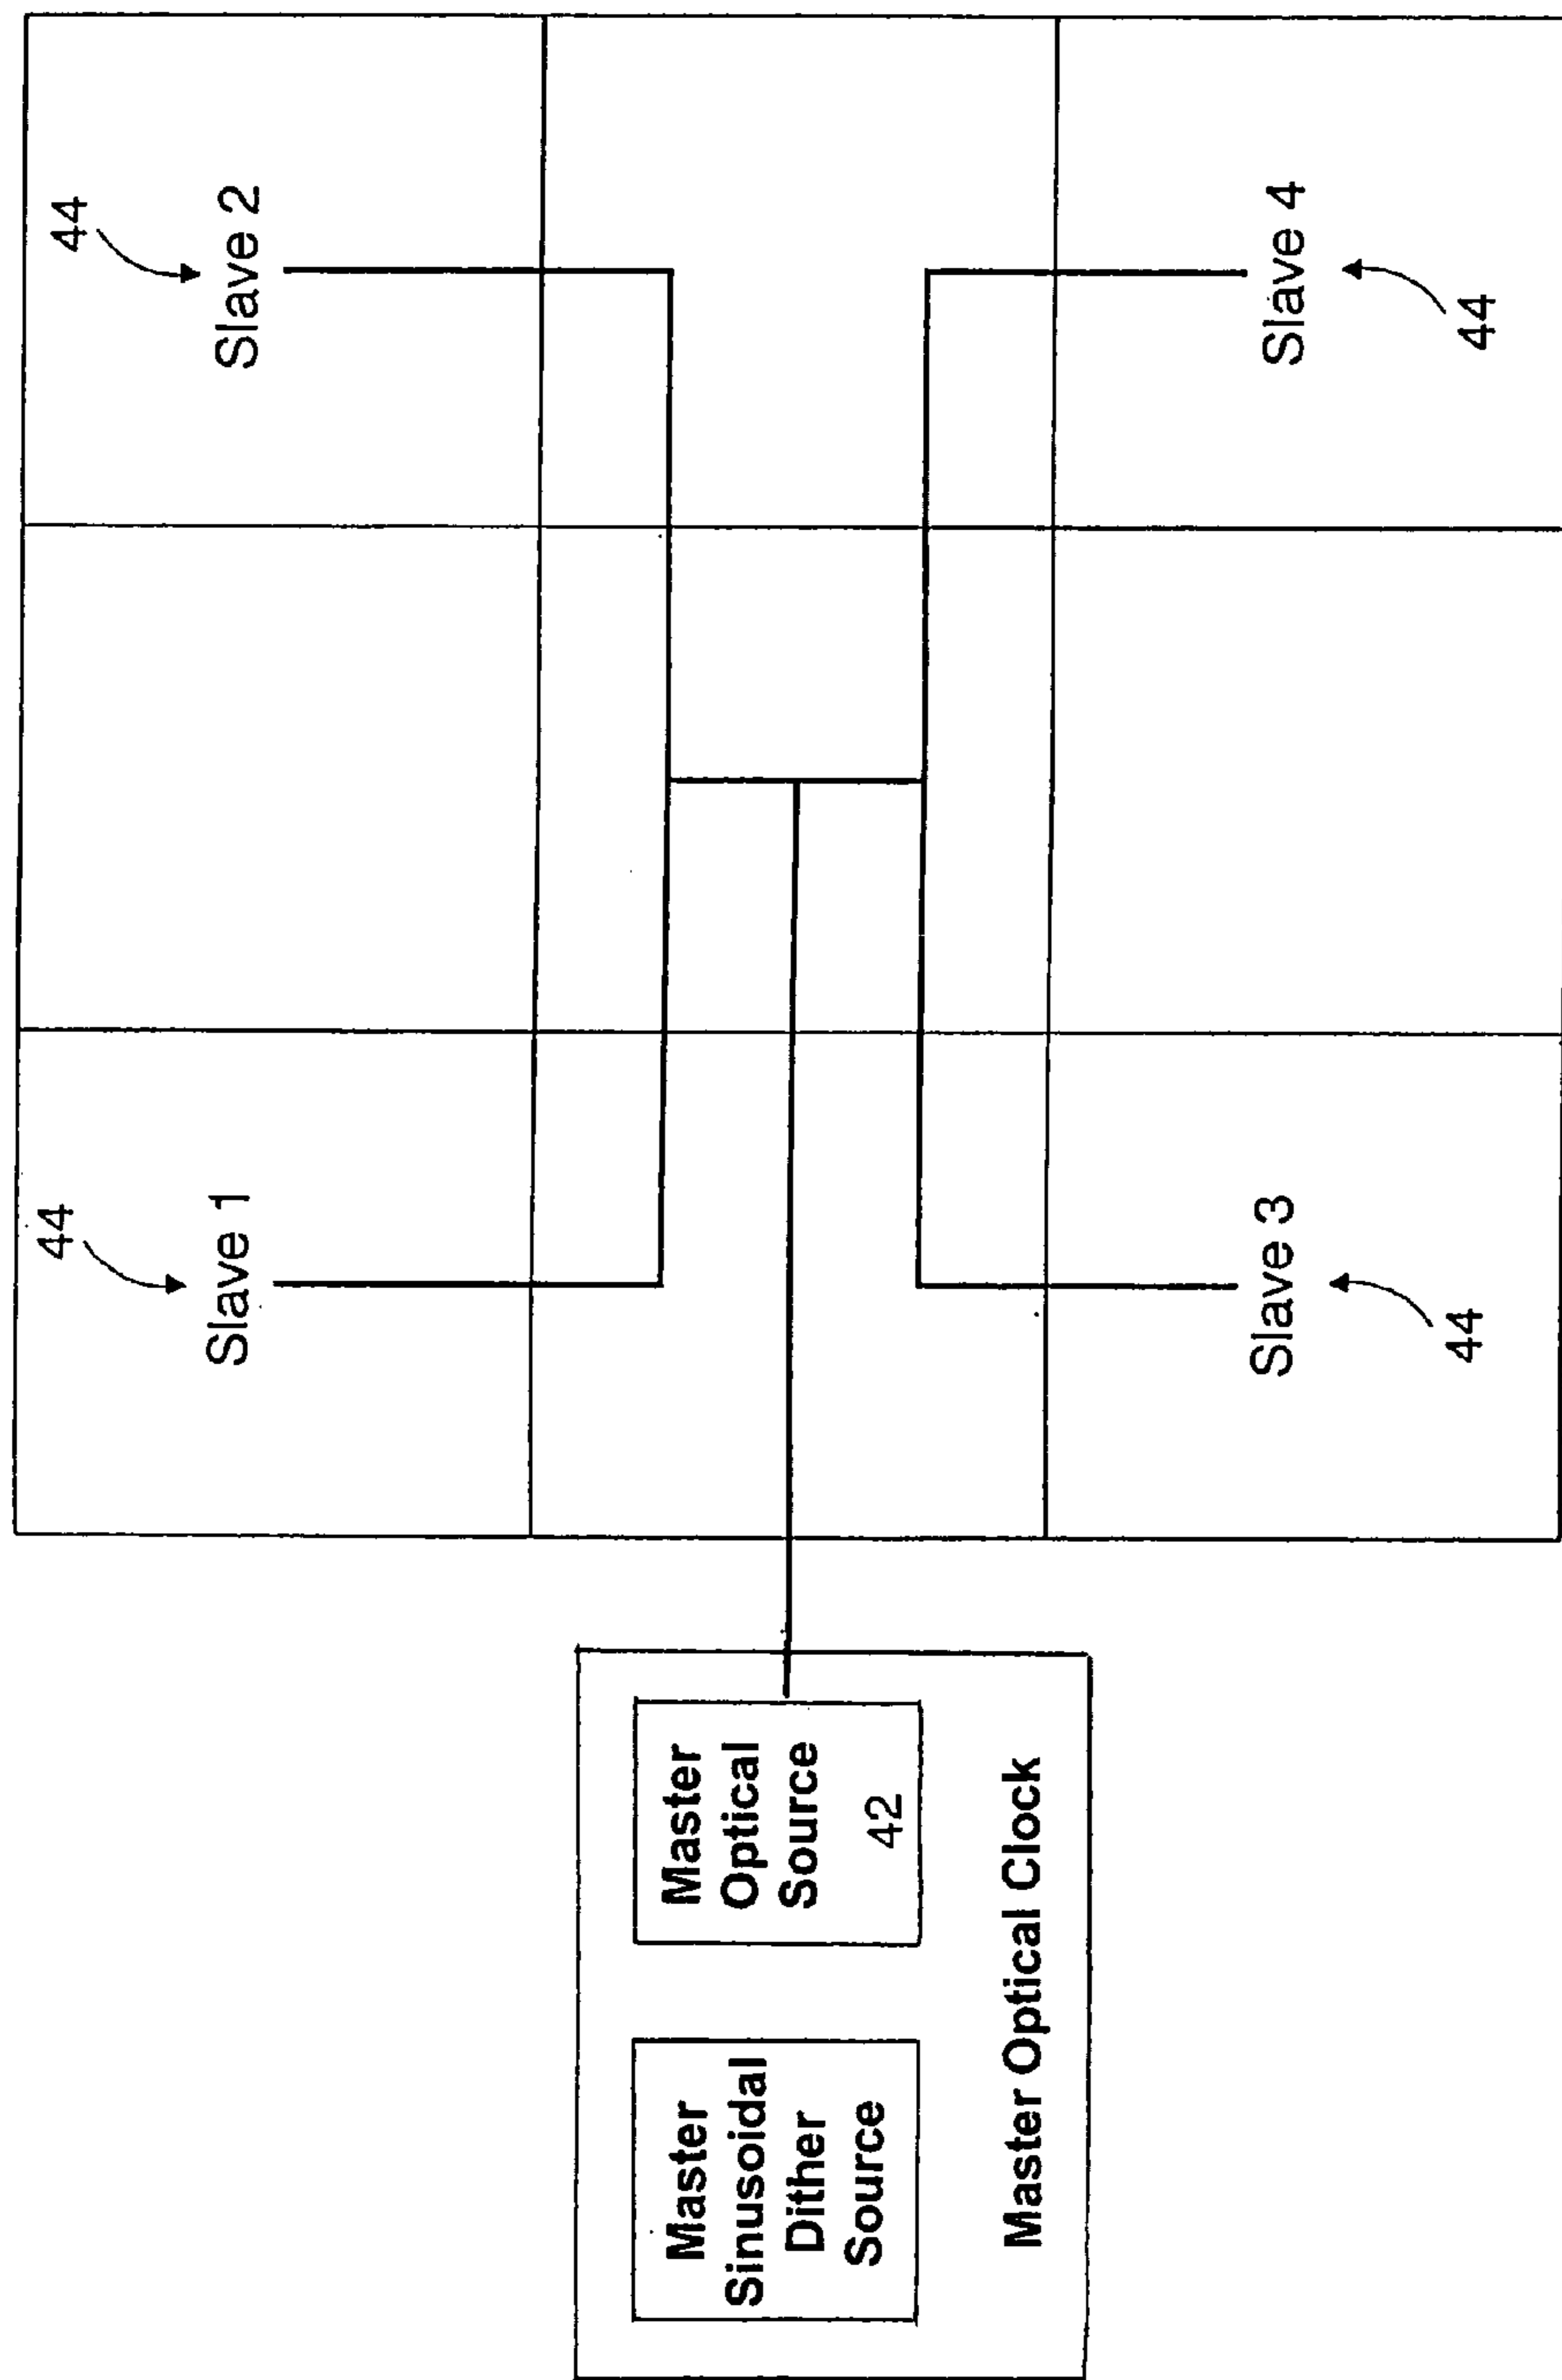 44
Slave 1
44
Slave 2
Master
Sinusoidal
Dither
Source
Master
Optical
Source
42
Master Optical Clock
Slave 3
44
Slave 4
44